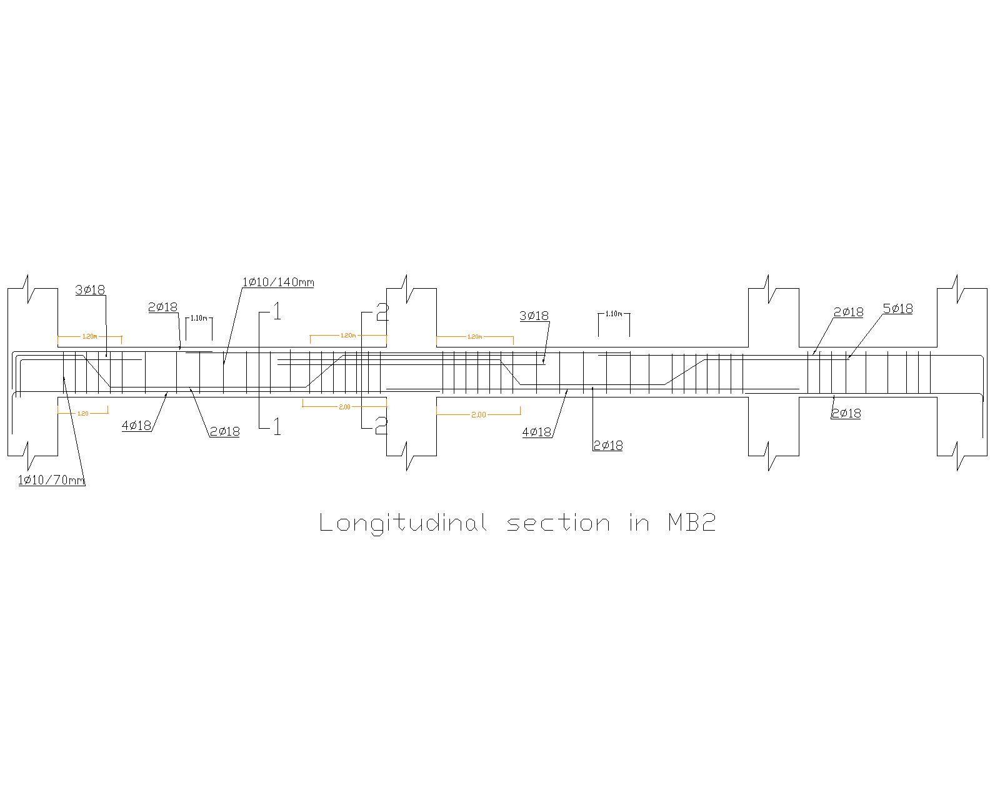 1ø10/140mm
3ø18
2ø18
1.10m
1
2
3ø18
1.10m
2ø18
5ø18
1.20m
1.20m
1.20m
1.20
2.00
2.00
4ø18
2ø18
1
2
4ø18
2ø18
2ø18
1ø10/70mm
Longitudinal section in MB2